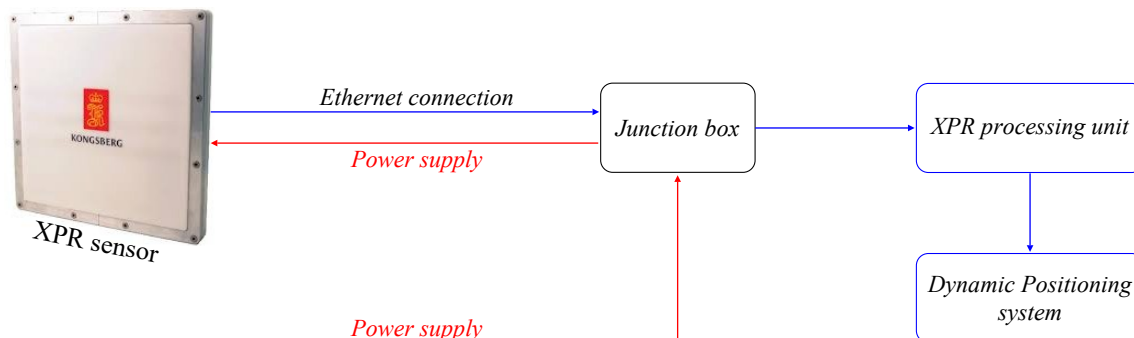 KONGSBERG
XPR sensor
Ethernet connection
Power supply
Junction box
XPR processing unit
Dynamic Positioning
system
Power supply